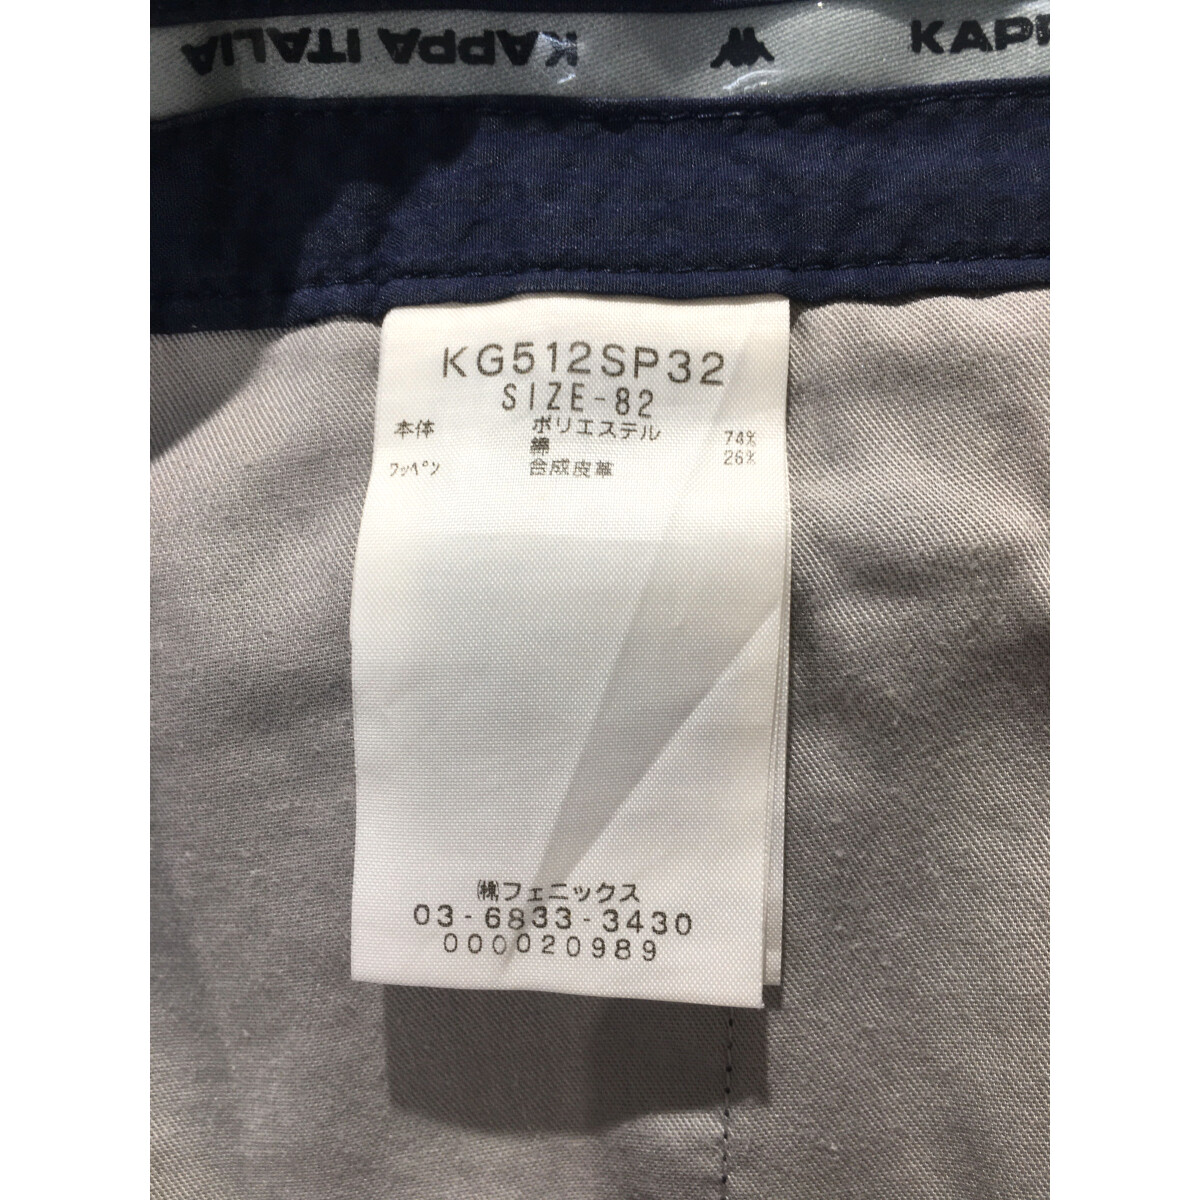 KAPPA ITALIA
KAPP
KG512SP32
SIZE-82
本体 ポリエステル 74%
綿 26%
ワッペン 合成皮革
㈱フェニックス
03-6833-3430
000020989